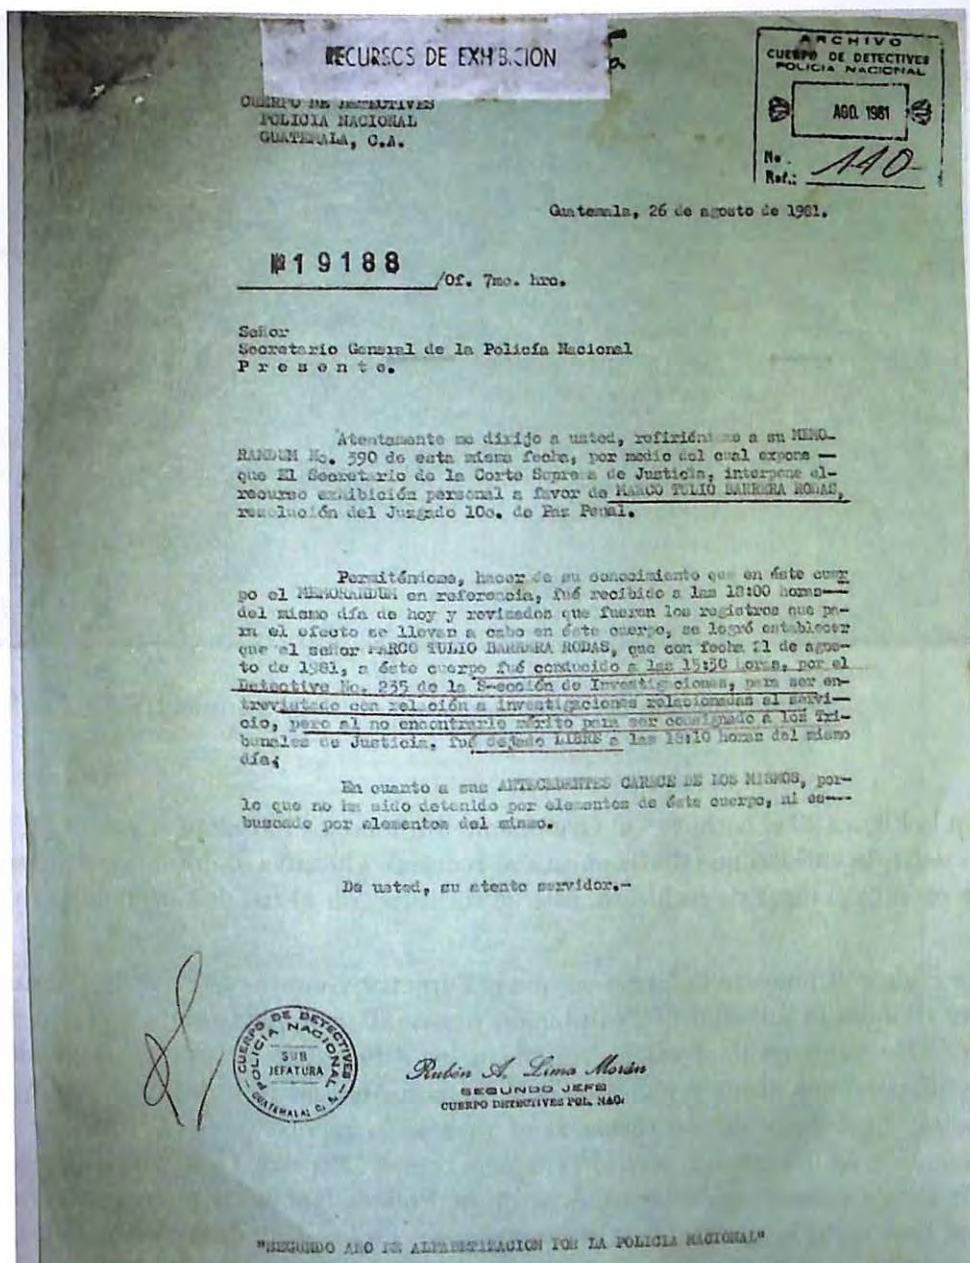 RECURSOS DE EXHIBICION
ARCHIVO
CUERPO DE DETECTIVES
POLICIA NACIONAL
AGO. 1981
No.
Ref.: 110-
CUERPO DE DETECTIVES
POLICIA NACIONAL
GUATEMALA, C.A.
Guatemala, 26 de agosto de 1981.
Nº 19188 /Of. 7mo. hro.
Señor
Secretario General de la Policía Nacional
P r e s e n t e.
Atentamente me dirijo a usted, refiriéndome a su MEMO-
RANDUM No. 390 de esta misma fecha, por medio del cual expone —
que El Secretario de la Corte Suprema de Justicia, interpone el-
recurso exhibición personal a favor de MARCO TULIO BARRERA RODAS,
resolución del Juzgado 10o. de Paz Penal.
Permiténdome, hacer de su conocimiento que en éste cuer
po el MEMORANDUM en referencia, fué recibido a las 18:00 horas--
del mismo día de hoy y revisados que fueron los registros que pa-
ra el efecto se llevan a cabo en éste cuerpo, se logró establecer
que el señor MARCO TULIO BARRERA RODAS, que con fecha 21 de agos-
to de 1981, a éste cuerpo fué conducido a las 15:30 horas, por el
Detective No. 235 de la S-ección de Investigaciones, para ser en-
trevistado con relación a investigaciones relacionadas al servi-
cio, pero al no encontrarle mérito para ser consignado a los Tri-
bunales de Justicia, fué dejado LIBRE a las 18:10 horas del mismo
día;
En cuanto a sus ANTECEDENTES CARECE DE LOS MISMOS, por-
lo que no ha sido detenido por elementos de éste cuerpo, ni es---
buscado por elementos del mismo.
De usted, su atento servidor.-
CUERPO DE DETECTIVES
POLICIA NACIONAL
SUB
JEFATURA
GUATEMALA, C. A.
Rubén A. Lima Morán
SEGUNDO JEFE
CUERPO DETECTIVES POL. NAC.
"SEGUNDO AÑO DE ALFABETIZACION POR LA POLICIA NACIONAL"